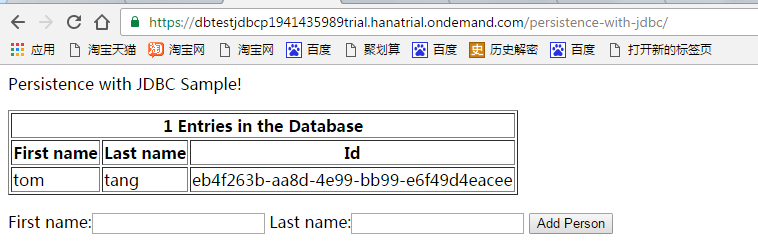 https://dbtestjdbcp1941435989trial.hanatrial.ondemand.com/persistence-with-jdbc/
应用 淘宝天猫 淘宝网 淘宝网 百度 聚划算 百度 历史解密 百度 打开新的标签页
Persistence with JDBC Sample!
1 Entries in the Database
First name Last name Id
tom tang eb4f263b-aa8d-4e99-bb99-e6f49d4eacee
First name: Last name: Add Person